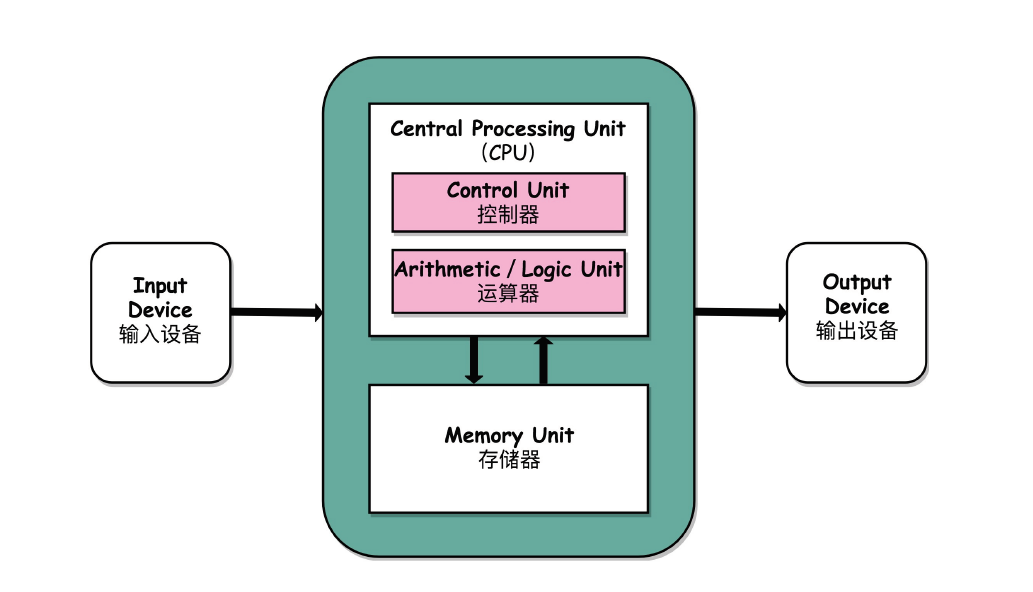 Central Processing Unit
(CPU)
Control Unit
控制器
Arithmetic / Logic Unit
运算器
Input
Device
输入设备
Output
Device
输出设备
Memory Unit
存储器